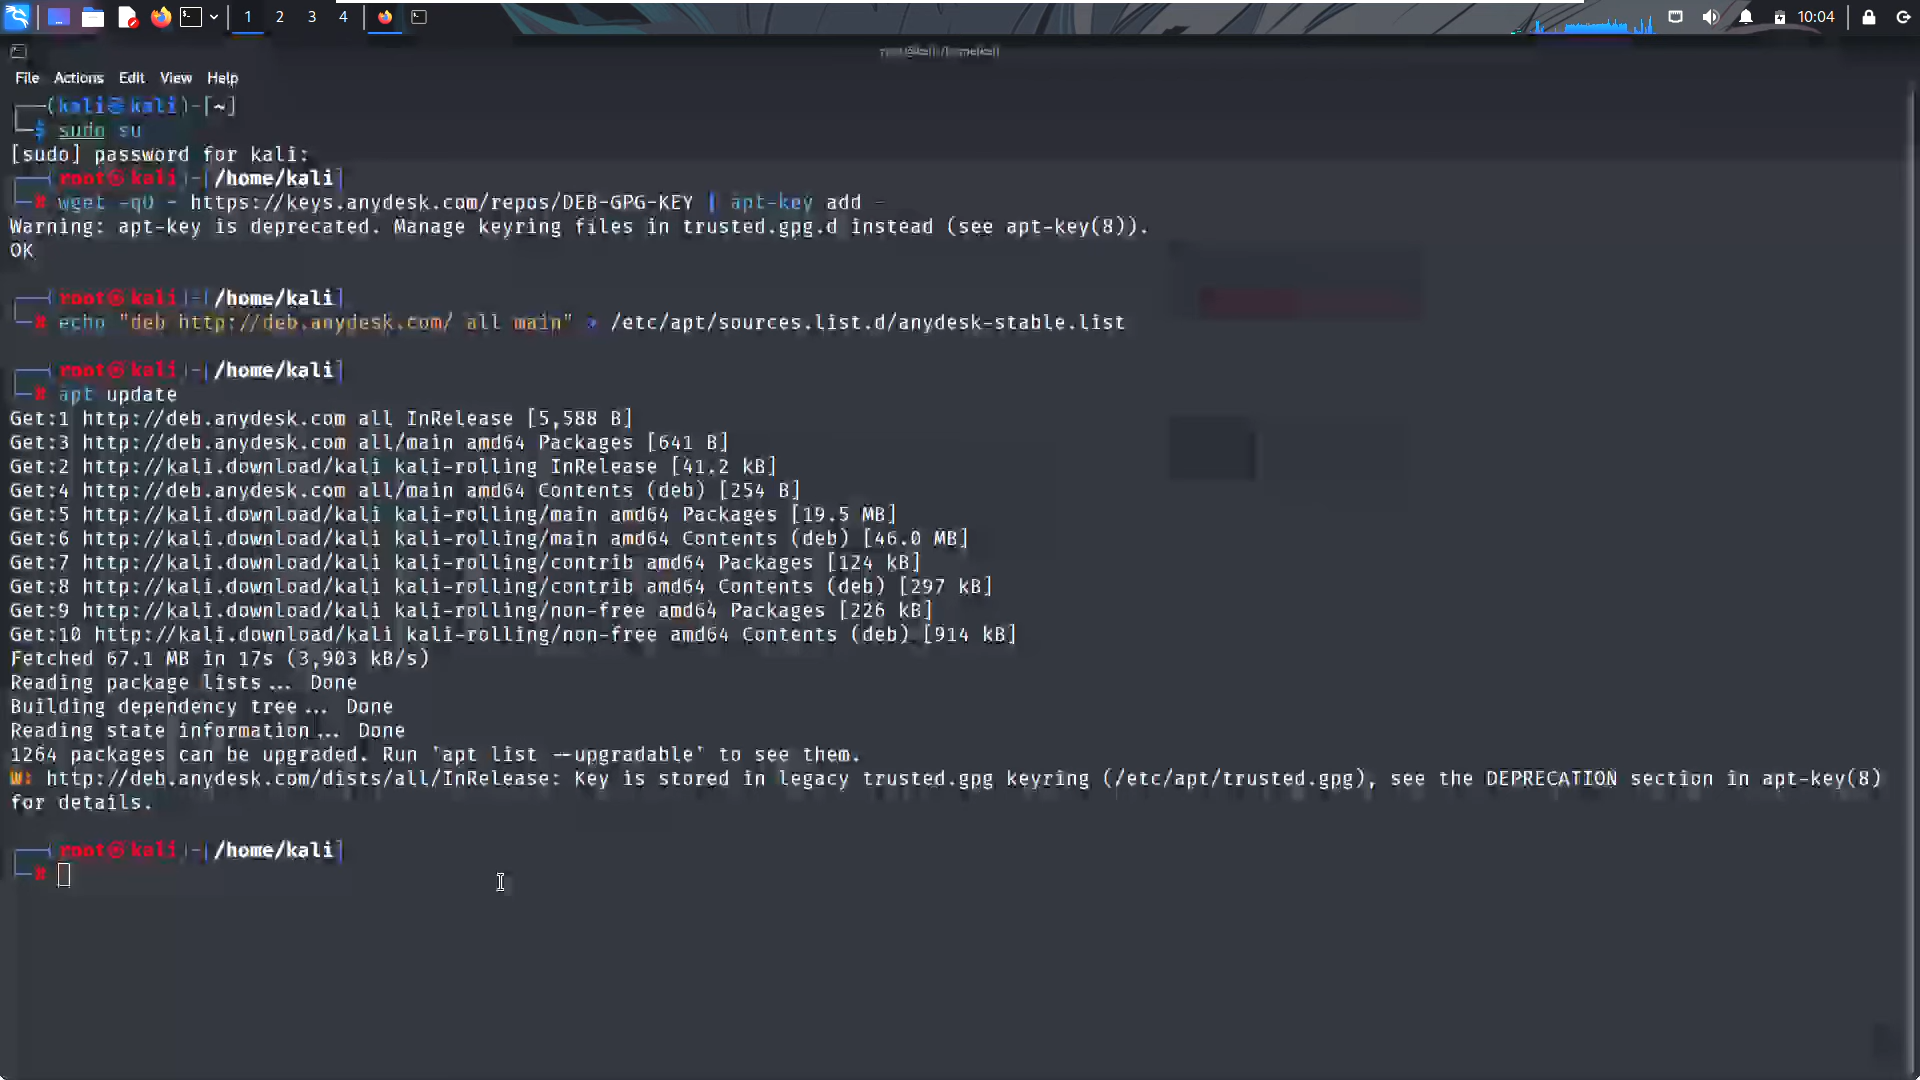 1 2 3 4 10:04
File Actions Edit View Help
(kali㉿kali)-[~]
$ sudo su
[sudo] password for kali:
root㉿kali)-[/home/kali]
# wget -qO - https://keys.anydesk.com/repos/DEB-GPG-KEY | apt-key add -
Warning: apt-key is deprecated. Manage keyring files in trusted.gpg.d instead (see apt-key(8)).
OK
root㉿kali)-[/home/kali]
# echo "deb http://deb.anydesk.com/ all main" > /etc/apt/sources.list.d/anydesk-stable.list
root㉿kali)-[/home/kali]
# apt update
Get:1 http://deb.anydesk.com all InRelease [5,588 B]
Get:3 http://deb.anydesk.com all/main amd64 Packages [641 B]
Get:2 http://kali.download/kali kali-rolling InRelease [41.2 kB]
Get:4 http://deb.anydesk.com all/main amd64 Contents (deb) [254 B]
Get:5 http://kali.download/kali kali-rolling/main amd64 Packages [19.5 MB]
Get:6 http://kali.download/kali kali-rolling/main amd64 Contents (deb) [46.0 MB]
Get:7 http://kali.download/kali kali-rolling/contrib amd64 Packages [124 kB]
Get:8 http://kali.download/kali kali-rolling/contrib amd64 Contents (deb) [297 kB]
Get:9 http://kali.download/kali kali-rolling/non-free amd64 Packages [226 kB]
Get:10 http://kali.download/kali kali-rolling/non-free amd64 Contents (deb) [914 kB]
Fetched 67.1 MB in 17s (3,903 kB/s)
Reading package lists... Done
Building dependency tree... Done
Reading state information... Done
1264 packages can be upgraded. Run 'apt list --upgradable' to see them.
W: http://deb.anydesk.com/dists/all/InRelease: Key is stored in legacy trusted.gpg keyring (/etc/apt/trusted.gpg), see the DEPRECATION section in apt-key(8)
for details.
root㉿kali)-[/home/kali]
#